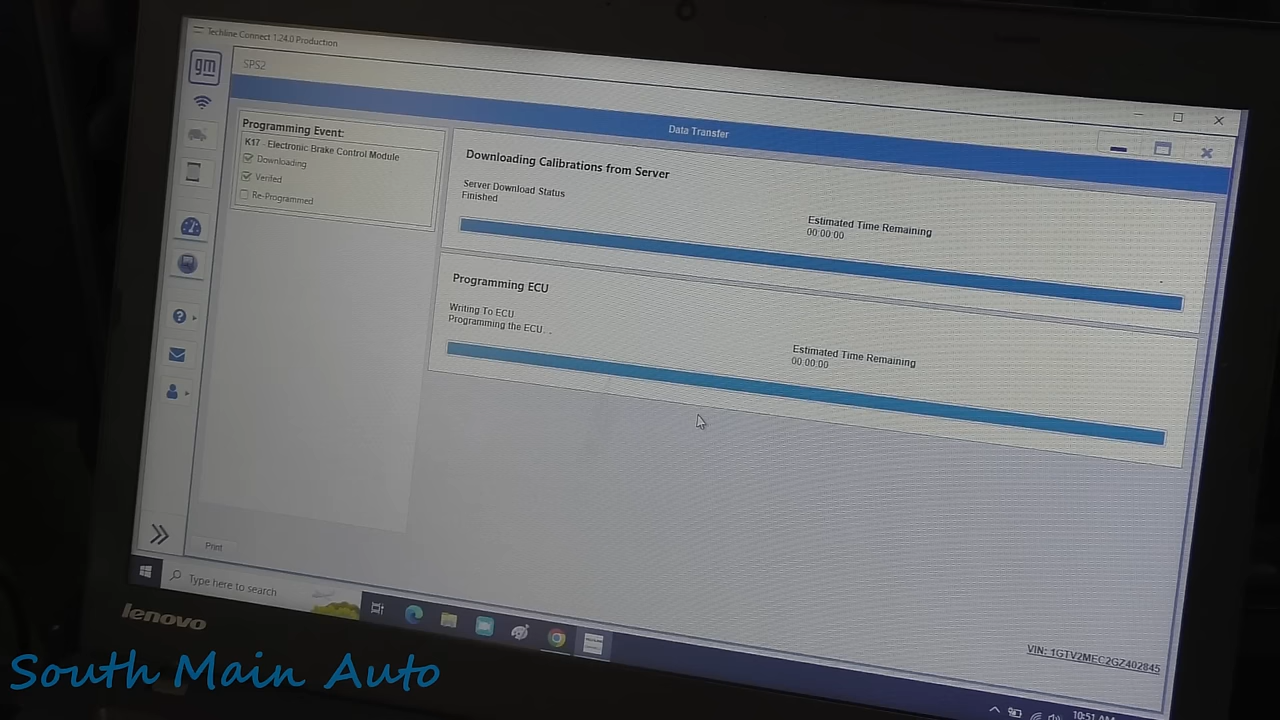 Techline Connect 1.24.0 Production
gm
SPS2
Data Transfer
Programming Event:
K17 - Electronic Brake Control Module
Downloading
Verifed
Re-Programmed
Downloading Calibrations from Server
Server Download Status
Finished
Estimated Time Remaining
00:00:00
Programming ECU
Writing To ECU
Programming the ECU...
Estimated Time Remaining
00:00:00
Print
VIN: 1GTV2MEC2GZ402845
Type here to search
10:51 AM
lenovo
South Main Auto